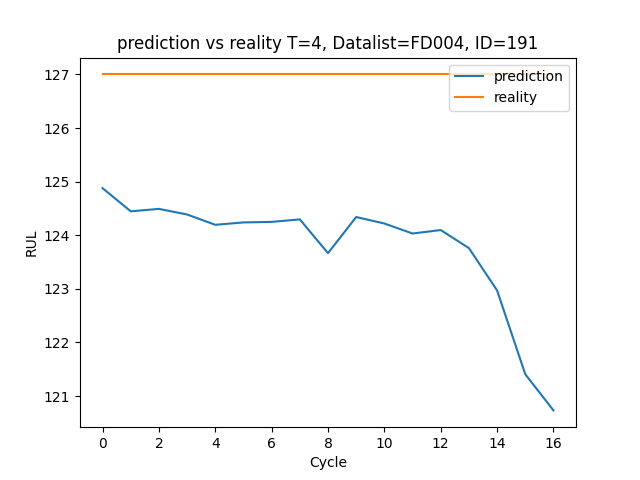 prediction vs reality T=4, Datalist=FD004, ID=191
prediction
reality
RUL
127
126
125
124
123
122
121
0 2 4 6 8 10 12 14 16
Cycle